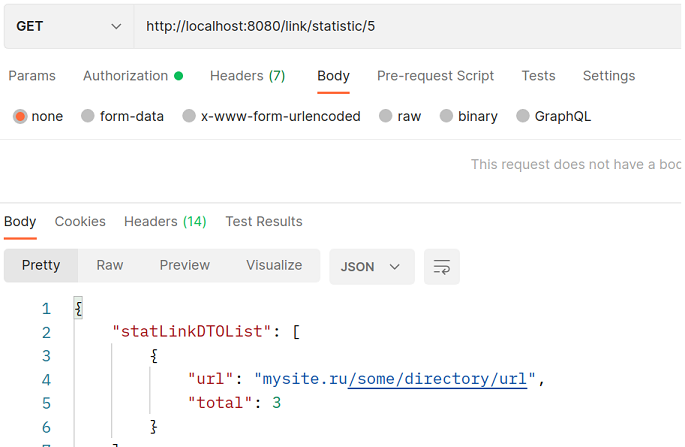 GET http://localhost:8080/link/statistic/5
Params Authorization Headers (7) Body Pre-request Script Tests Settings
none form-data x-www-form-urlencoded raw binary GraphQL
This request does not have a boc
Body Cookies Headers (14) Test Results
Pretty Raw Preview Visualize JSON
1 {
2 "statLinkDTOList": [
3 {
4 "url": "mysite.ru/some/directory/url",
5 "total": 3
6 }